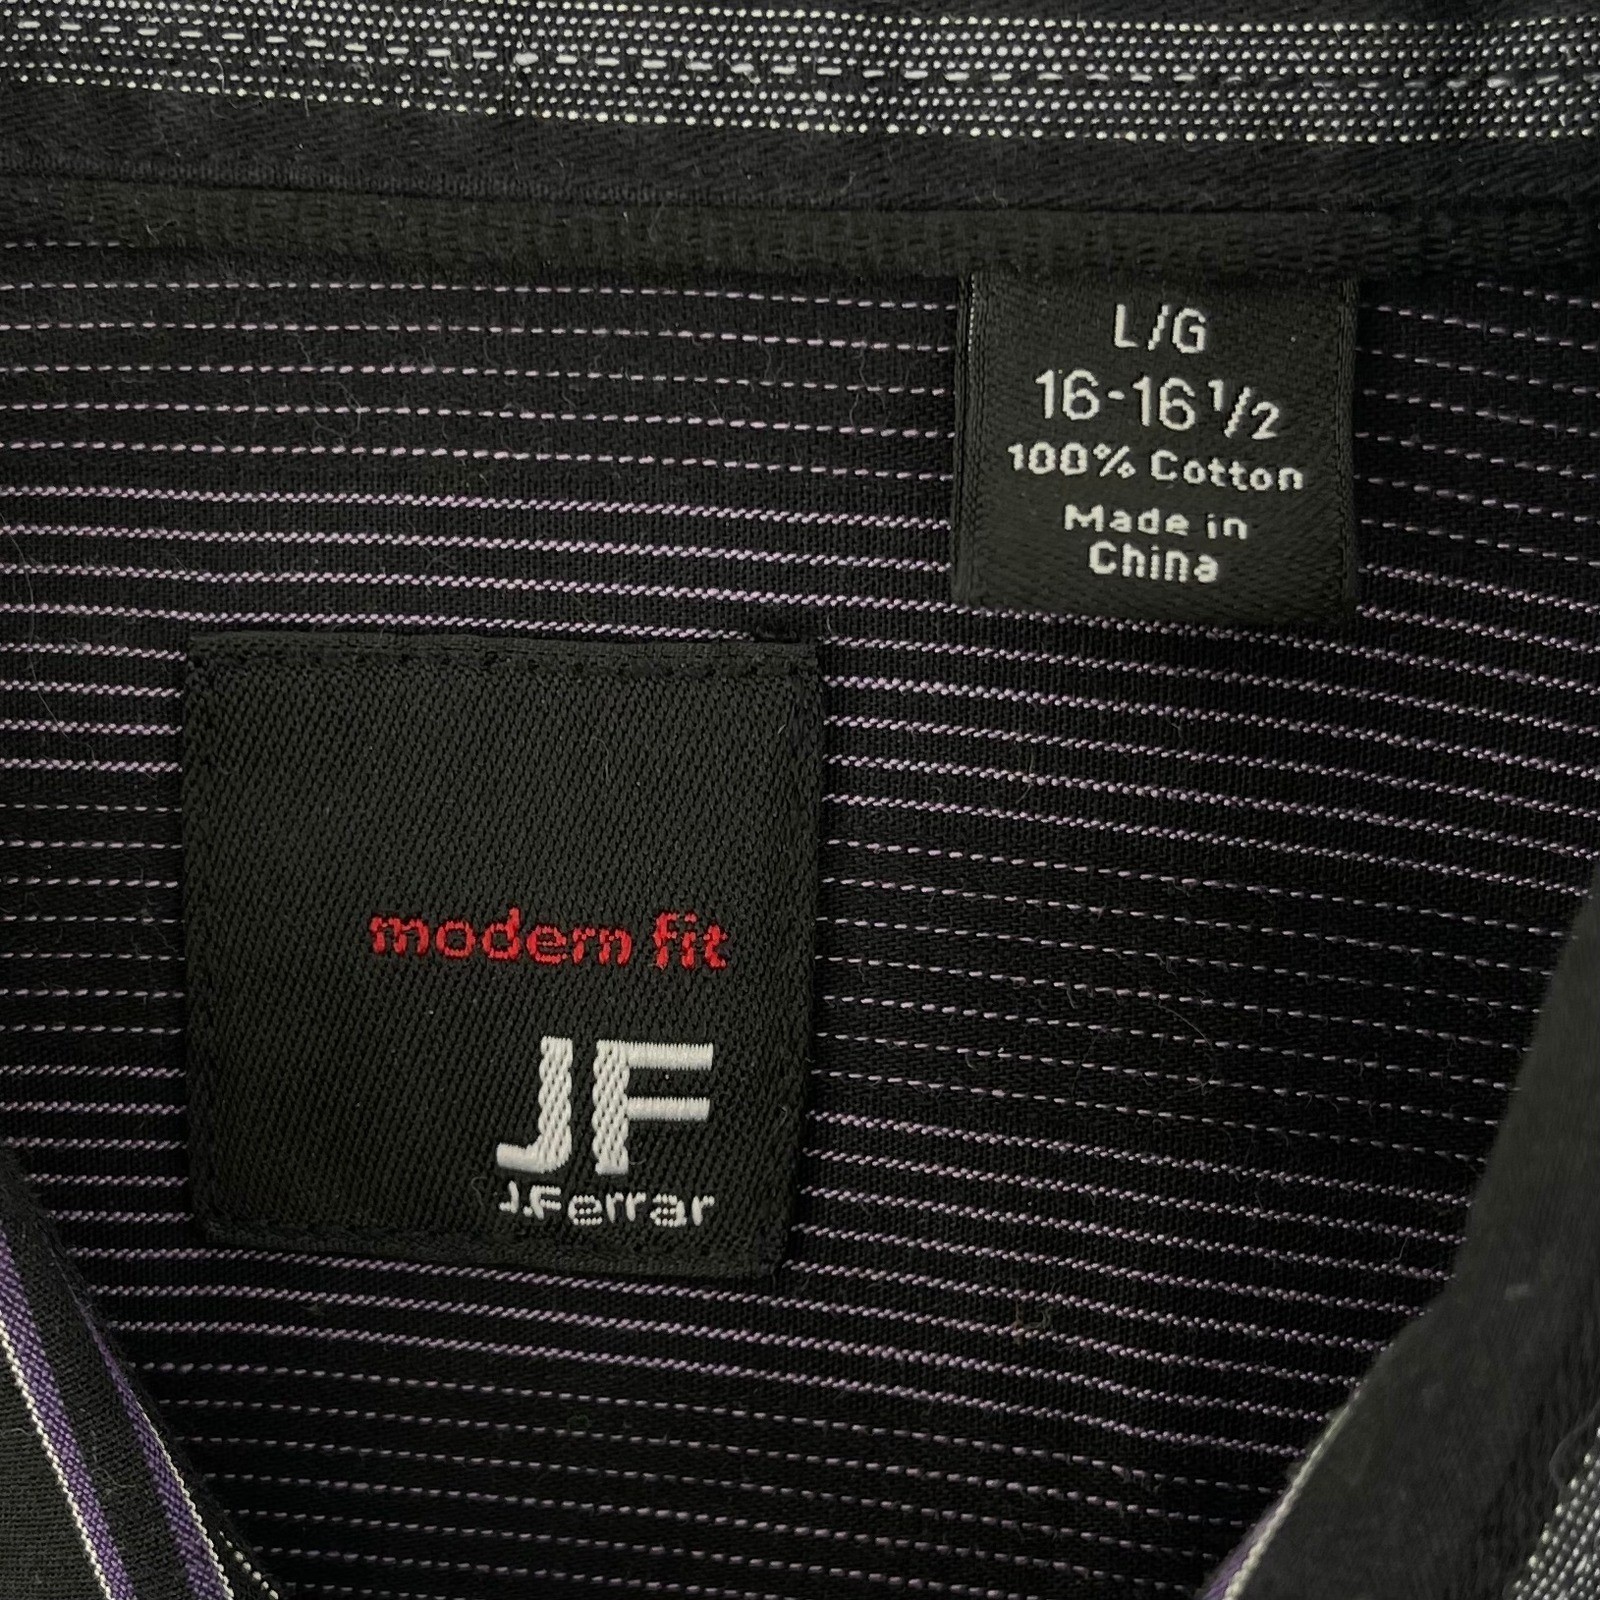 L/G
16-16 1/2
100% Cotton
Made in
China
modern fit
JF
J.Ferrar